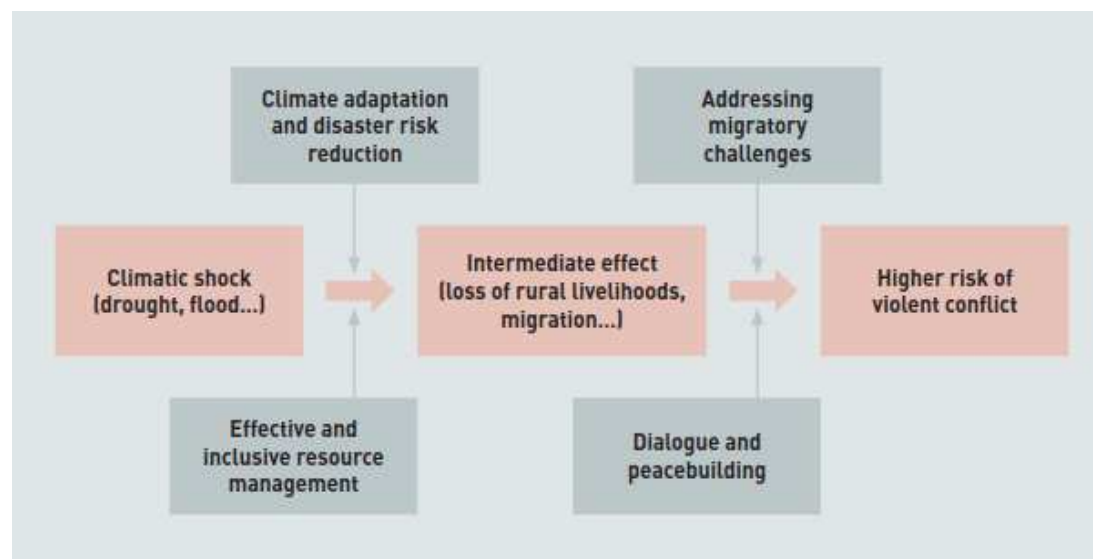 Climate adaptation
and disaster risk
reduction
Addressing
migratory
challenges
Climatic shock
(drought, flood...)
Intermediate effect
(loss of rural livelihoods,
migration...)
Higher risk of
violent conflict
Effective and
inclusive resource
management
Dialogue and
peacebuilding